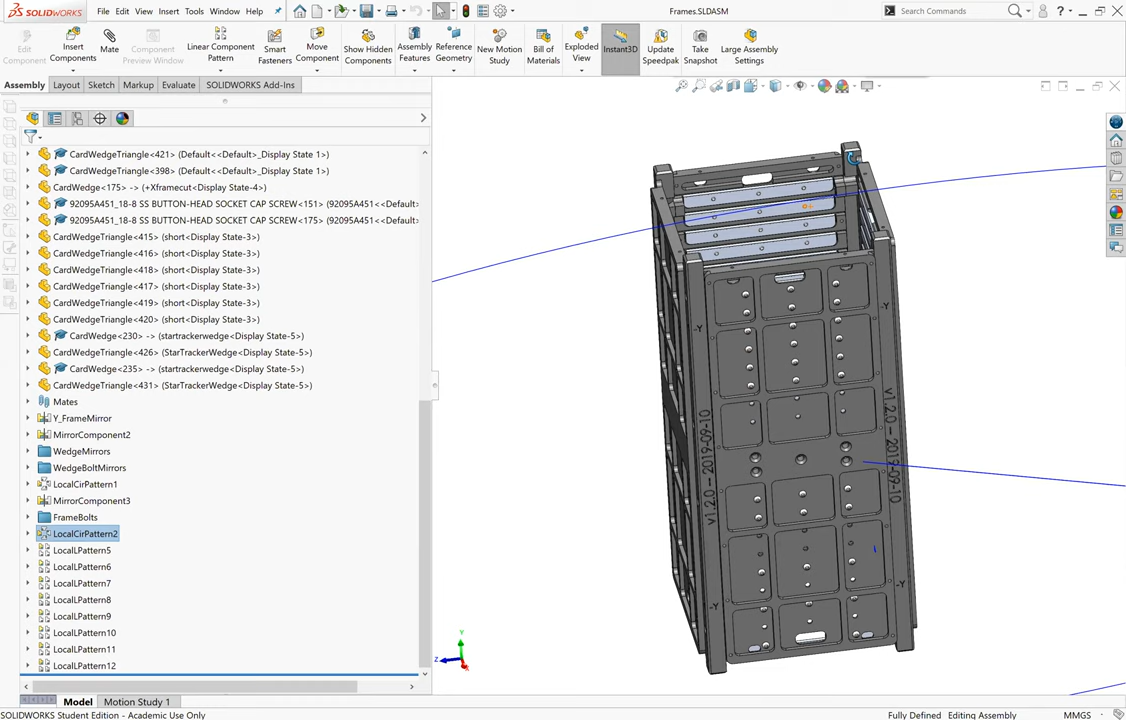 SOLIDWORKS File Edit View Insert Tools Window Help Frames.SLDASM Search Commands
Edit Component
Insert Components
Mate
Component Preview Window
Linear Component Pattern
Smart Fasteners
Move Component
Show Hidden Components
Assembly Features
Reference Geometry
New Motion Study
Bill of Materials
Exploded View
Instant3D
Update Speedpak
Take Snapshot
Large Assembly Settings
Assembly Layout Sketch Markup Evaluate SOLIDWORKS Add-Ins
CardWedgeTriangle<421> (Default<<Default>_Display State 1>)
CardWedgeTriangle<398> (Default<<Default>_Display State 1>)
CardWedge<175> -> (+Xframecut<Display State-4>)
92095A451_18-8 SS BUTTON-HEAD SOCKET CAP SCREW<151> (92095A451<<Default
92095A451_18-8 SS BUTTON-HEAD SOCKET CAP SCREW<175> (92095A451<<Default
CardWedgeTriangle<415> (short<Display State-3>)
CardWedgeTriangle<416> (short<Display State-3>)
CardWedgeTriangle<418> (short<Display State-3>)
CardWedgeTriangle<417> (short<Display State-3>)
CardWedgeTriangle<419> (short<Display State-3>)
CardWedgeTriangle<420> (short<Display State-3>)
CardWedge<230> -> (startrackerwedge<Display State-5>)
CardWedgeTriangle<426> (StarTrackerWedge<Display State-5>)
CardWedge<235> -> (startrackerwedge<Display State-5>)
CardWedgeTriangle<431> (StarTrackerWedge<Display State-5>)
Mates
Y_FrameMirror
MirrorComponent2
WedgeMirrors
WedgeBoltMirrors
LocalCirPattern1
MirrorComponent3
FrameBolts
LocalCirPattern2
LocalLPattern5
LocalLPattern6
LocalLPattern7
LocalLPattern8
LocalLPattern9
LocalLPattern10
LocalLPattern11
LocalLPattern12
-Y
-Y
v1.2.0 – 2019-09-10
v1.2.0 – 2019-09-10
-Y
-Y
Y
Z
X
Model Motion Study 1
SOLIDWORKS Student Edition - Academic Use Only Fully Defined Editing Assembly MMGS